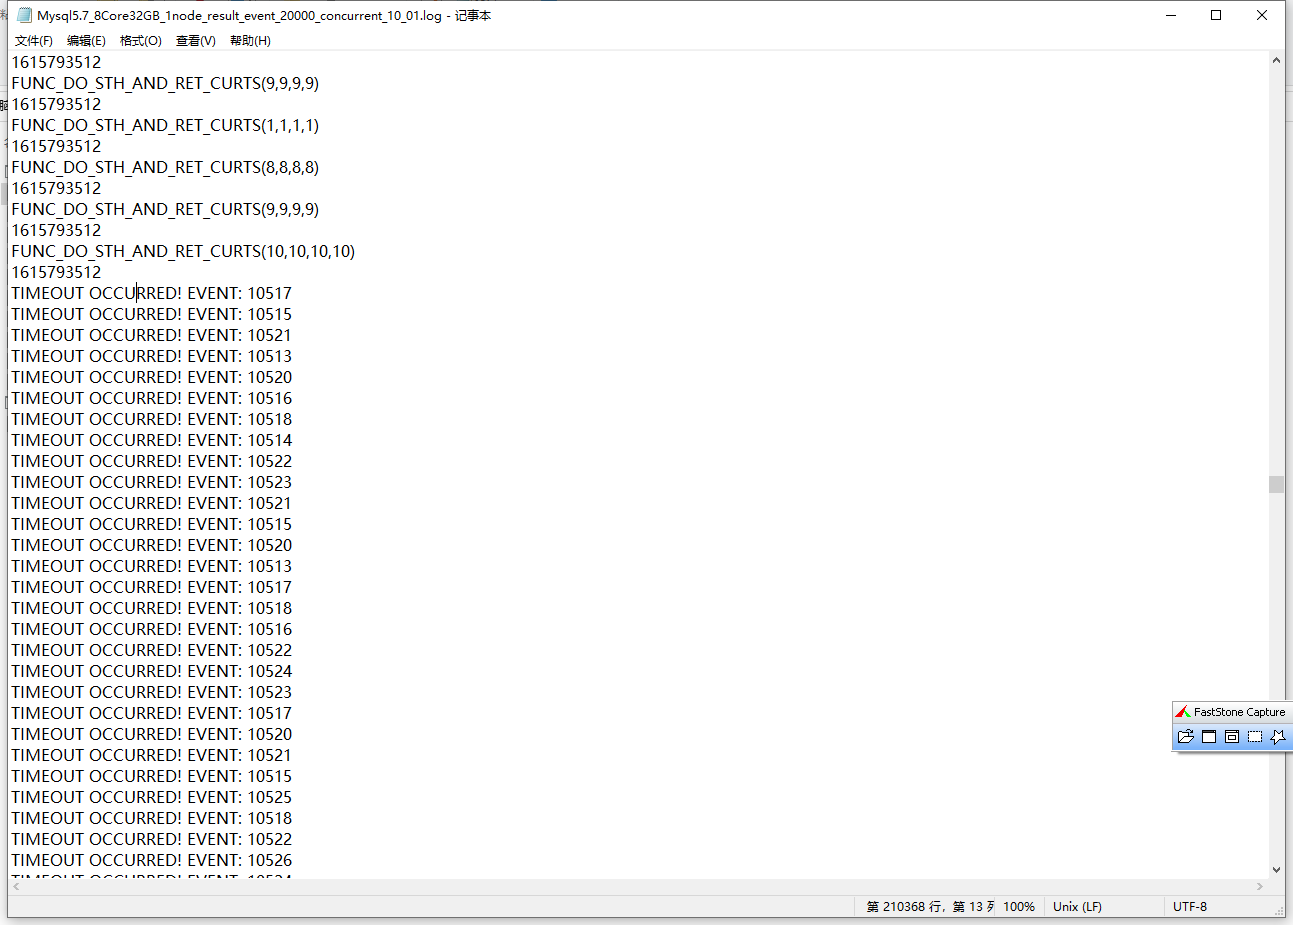 Mysql5.7_8Core32GB_1node_result_event_20000_concurrent_10_01.log - 记事本
文件(F) 编辑(E) 格式(O) 查看(V) 帮助(H)
1615793512
FUNC_DO_STH_AND_RET_CURTS(9,9,9,9)
1615793512
FUNC_DO_STH_AND_RET_CURTS(1,1,1,1)
1615793512
FUNC_DO_STH_AND_RET_CURTS(8,8,8,8)
1615793512
FUNC_DO_STH_AND_RET_CURTS(9,9,9,9)
1615793512
FUNC_DO_STH_AND_RET_CURTS(10,10,10,10)
1615793512
TIMEOUT OCCURRED! EVENT: 10517
TIMEOUT OCCURRED! EVENT: 10515
TIMEOUT OCCURRED! EVENT: 10521
TIMEOUT OCCURRED! EVENT: 10513
TIMEOUT OCCURRED! EVENT: 10520
TIMEOUT OCCURRED! EVENT: 10516
TIMEOUT OCCURRED! EVENT: 10518
TIMEOUT OCCURRED! EVENT: 10514
TIMEOUT OCCURRED! EVENT: 10522
TIMEOUT OCCURRED! EVENT: 10523
TIMEOUT OCCURRED! EVENT: 10521
TIMEOUT OCCURRED! EVENT: 10515
TIMEOUT OCCURRED! EVENT: 10520
TIMEOUT OCCURRED! EVENT: 10513
TIMEOUT OCCURRED! EVENT: 10517
TIMEOUT OCCURRED! EVENT: 10518
TIMEOUT OCCURRED! EVENT: 10516
TIMEOUT OCCURRED! EVENT: 10522
TIMEOUT OCCURRED! EVENT: 10524
TIMEOUT OCCURRED! EVENT: 10523
TIMEOUT OCCURRED! EVENT: 10517
TIMEOUT OCCURRED! EVENT: 10520
TIMEOUT OCCURRED! EVENT: 10521
TIMEOUT OCCURRED! EVENT: 10515
TIMEOUT OCCURRED! EVENT: 10525
TIMEOUT OCCURRED! EVENT: 10518
TIMEOUT OCCURRED! EVENT: 10522
TIMEOUT OCCURRED! EVENT: 10526
FastStone Capture
第 210368 行，第 13 列 100% Unix (LF) UTF-8